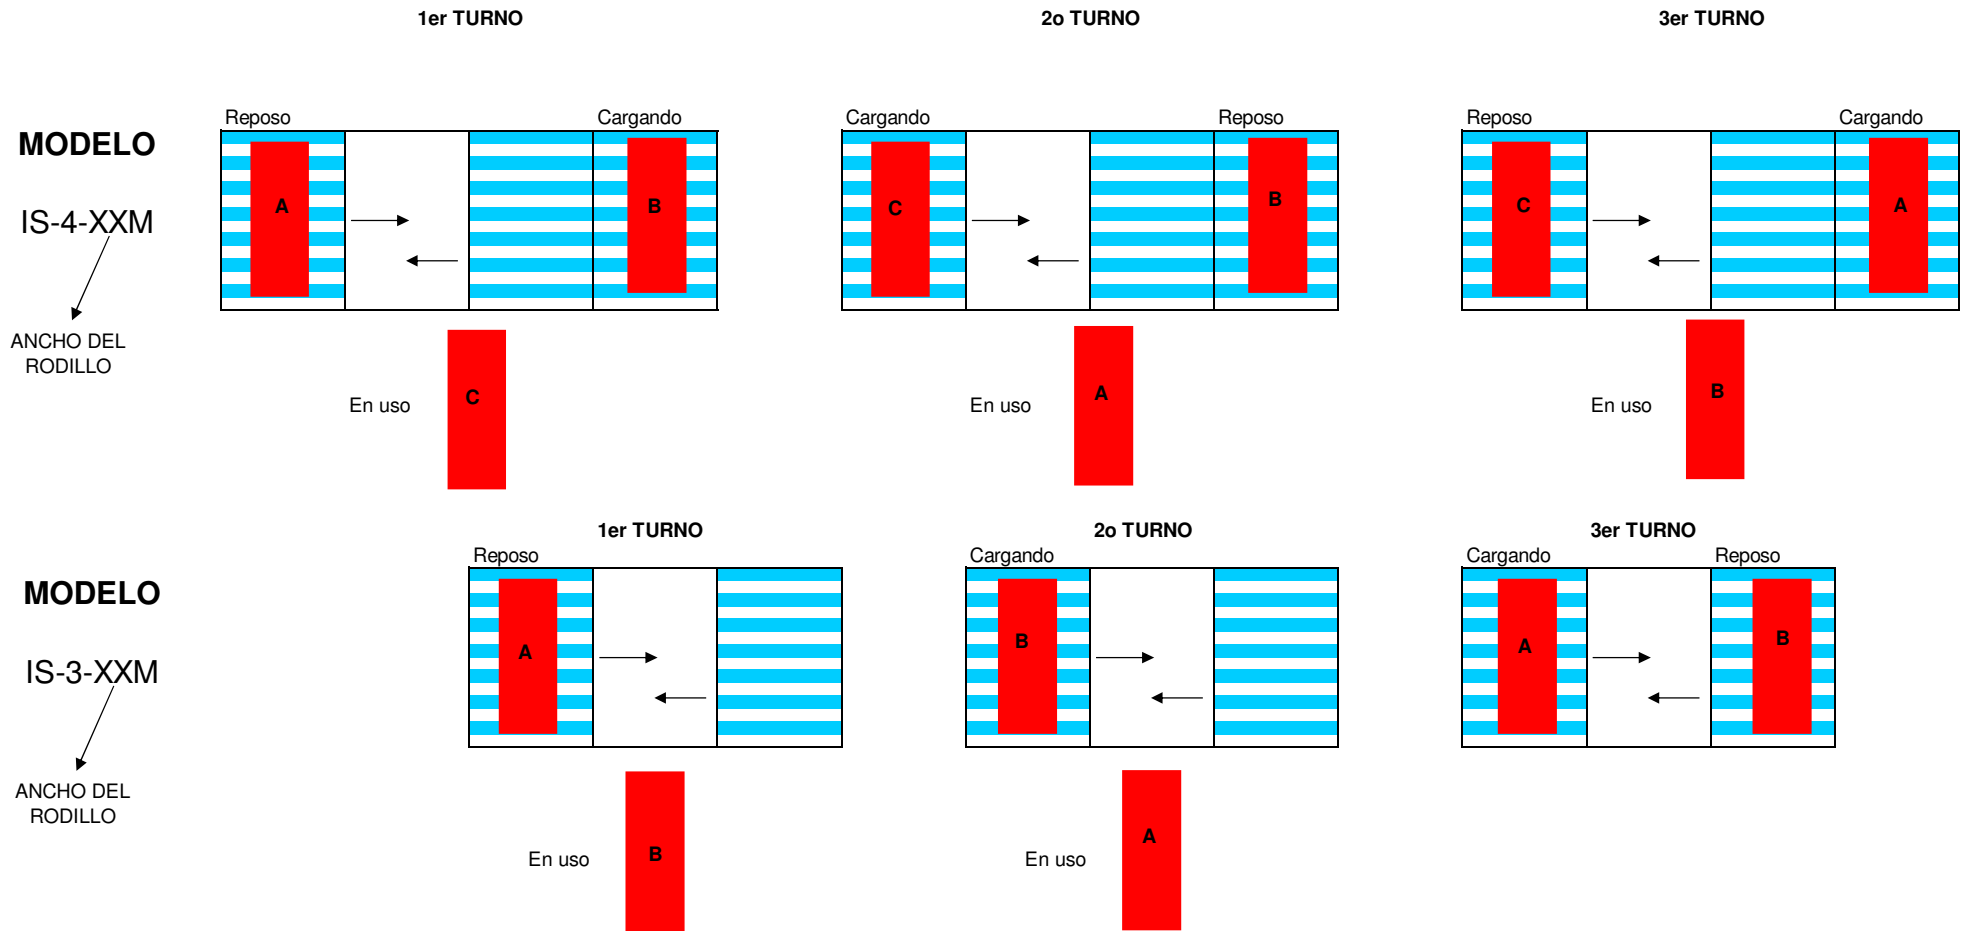 1er TURNO
2o TURNO
3er TURNO
Reposo
Cargando
Cargando
Reposo
Reposo
Cargando
MODELO
A
B
C
B
C
A
IS-4-XXM
ANCHO DEL
RODILLO
En uso
C
En uso
A
En uso
B
1er TURNO
2o TURNO
3er TURNO
Reposo
Cargando
Cargando
Reposo
MODELO
A
B
A
B
IS-3-XXM
ANCHO DEL
RODILLO
En uso
B
En uso
A